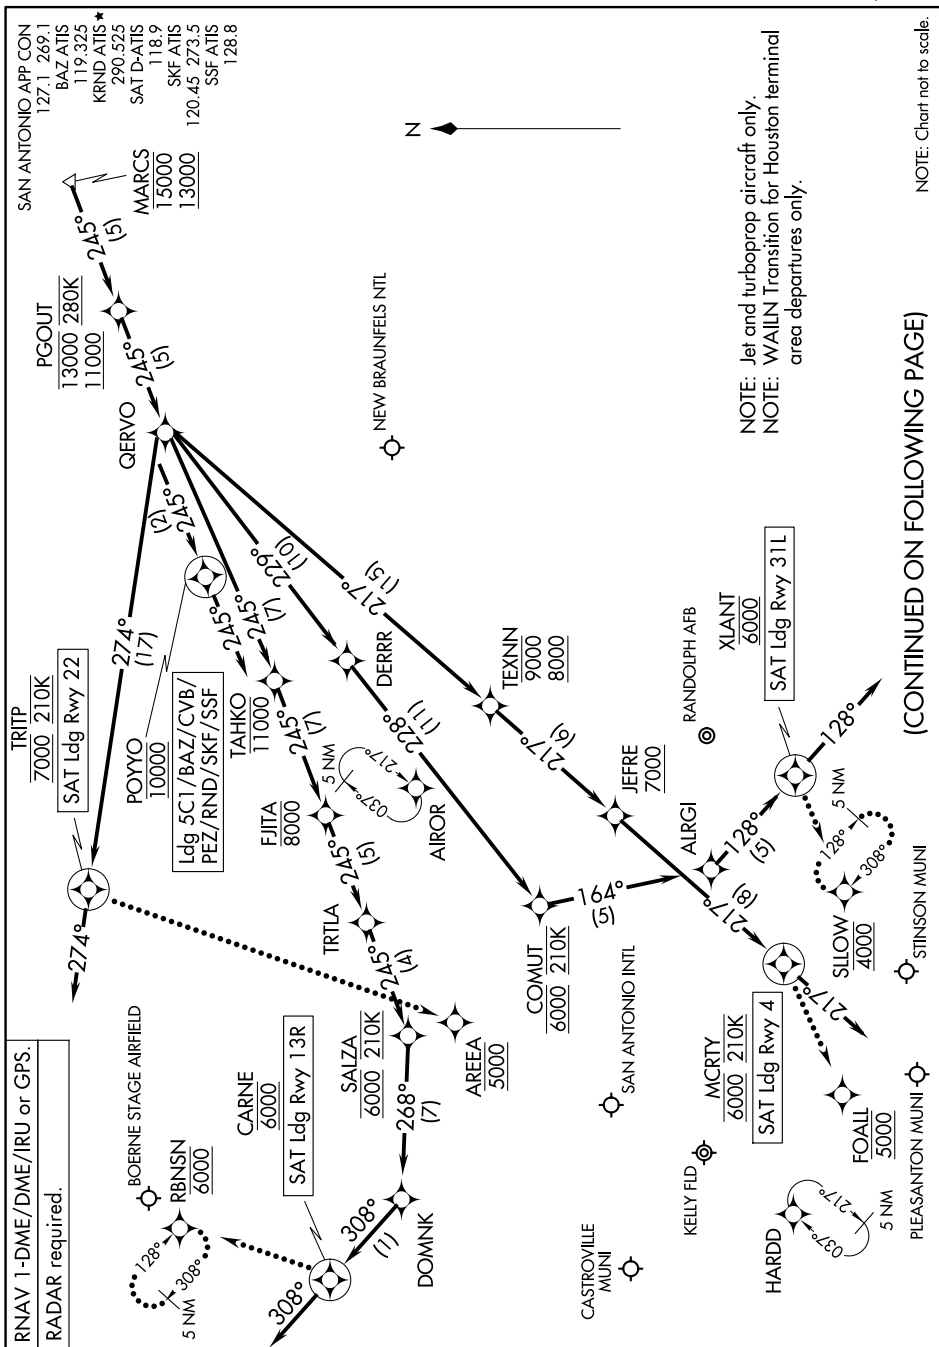 RNAV 1-DME/DME/IRU or GPS.
RADAR required.
SAN ANTONIO APP CON
127.1 269.1
BAZ ATIS
119.325
KRND ATIS★
290.525
SAT D-ATIS
118.9
SKF ATIS
120.45 273.5
SSF ATIS
128.8
MARCS
15000
13000
245°
(5)
PGOUT
13000 280K
11000
245°
(5)
QERVO
274°
(17)
TRITP
7000 210K
SAT Ldg Rwy 22
274°
(2)
245°
POYYO
10000
Ldg 5C1/BAZ/CVB/
PEZ/RND/SKF/SSF
245°
245°
(7)
TAHKO
11000
245°
(7)
FJITA
8000
245°
(5)
TRTLA
245°
(4)
SALZA
6000 210K
268°
(7)
DOMNK
308°
(1)
CARNE
6000
SAT Ldg Rwy 13R
308°
RBNSN
6000
128°
308°
5 NM
BOERNE STAGE AIRFIELD
AREEA
5000
5 NM
217°
037°
AIROR
229°
(10)
DERRR
228°
(11)
COMUT
6000 210K
164°
(5)
217°
(15)
TEXNN
9000
8000
217°
(6)
JEFRE
7000
ALRGI
128°
(5)
XLANT
6000
SAT Ldg Rwy 31L
128°
217°
(8)
MCRTY
6000 210K
SAT Ldg Rwy 4
217°
5 NM
128°
308°
SLLOW
4000
FOALL
5000
HARDD
217°
037°
5 NM
NEW BRAUNFELS NTL
RANDOLPH AFB
SAN ANTONIO INTL
STINSON MUNI
KELLY FLD
CASTROVILLE
MUNI
PLEASANTON MUNI
N
NOTE: Jet and turboprop aircraft only.
NOTE: WAILN Transition for Houston terminal
area departures only.
(CONTINUED ON FOLLOWING PAGE)
NOTE: Chart not to scale.